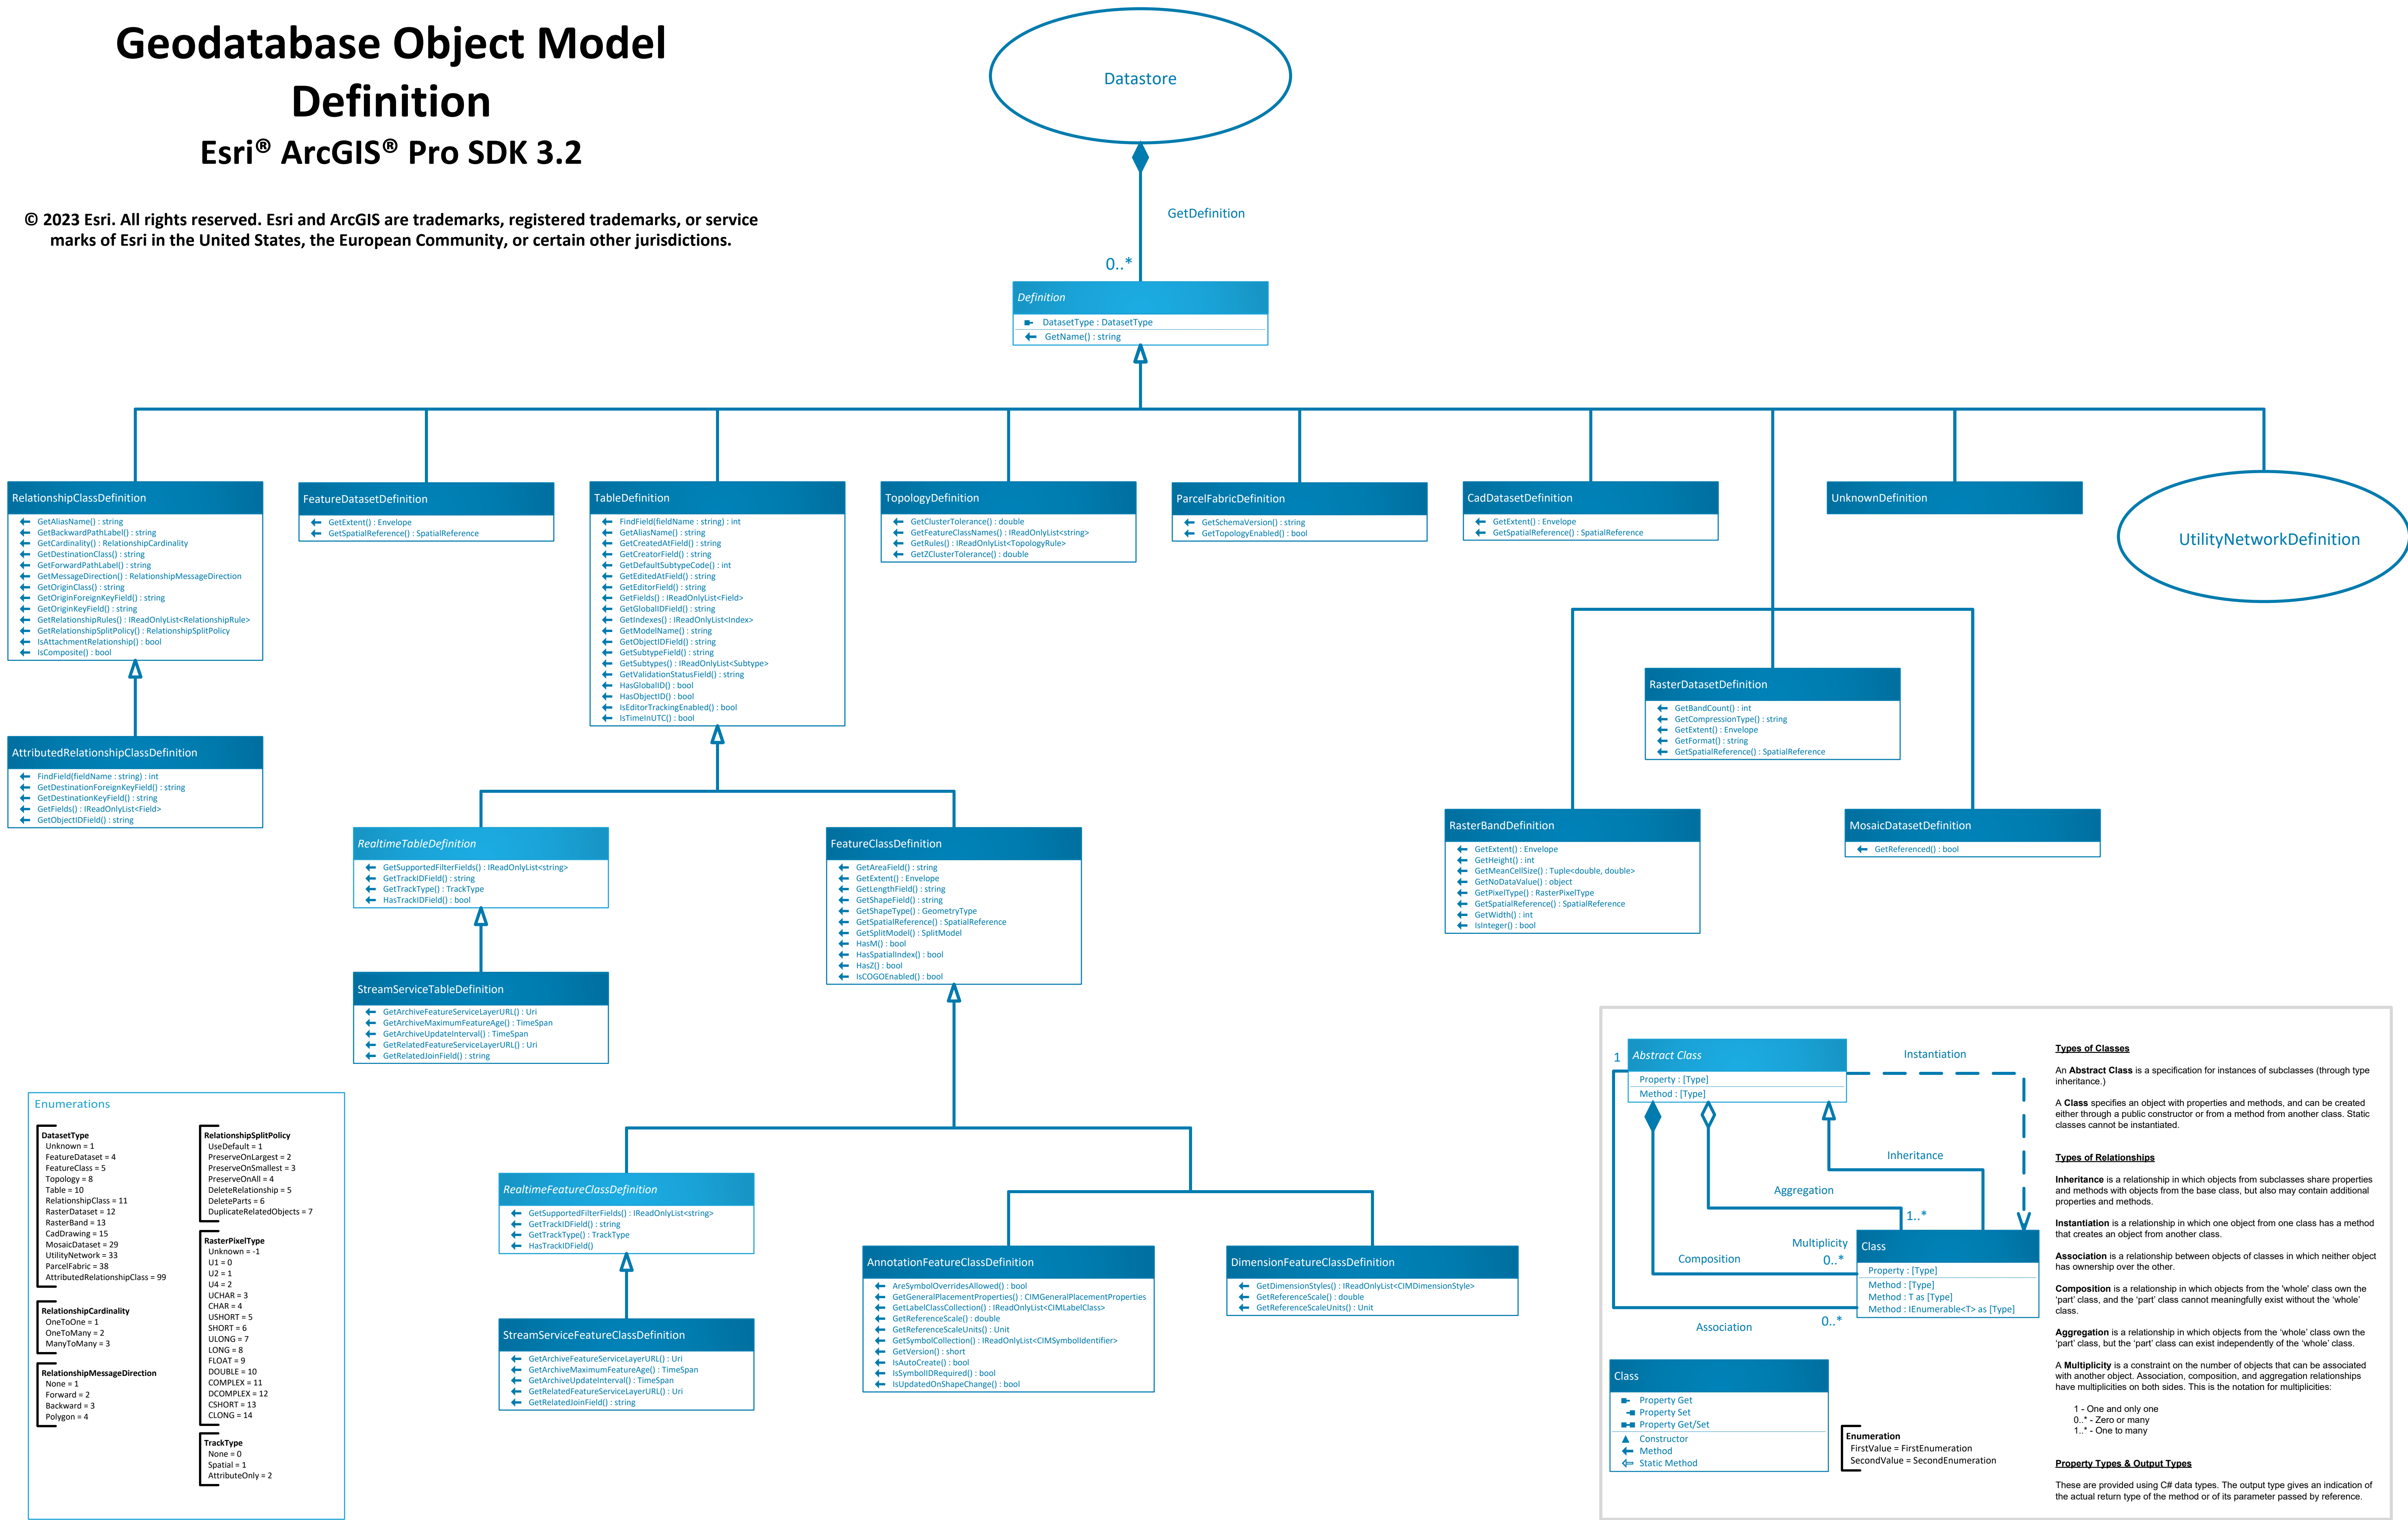 Geodatabase Object Model
Definition
Esri® ArcGIS® Pro SDK 3.2
© 2023 Esri. All rights reserved. Esri and ArcGIS are trademarks, registered trademarks, or service
marks of Esri in the United States, the European Community, or certain other jurisdictions.
Datastore
GetDefinition
0..*
Definition
DatasetType : DatasetType
GetName() : string
RelationshipClassDefinition
GetAliasName() : string
GetBackwardPathLabel() : string
GetCardinality() : RelationshipCardinality
GetDestinationClass() : string
GetForwardPathLabel() : string
GetMessageDirection() : RelationshipMessageDirection
GetOriginClass() : string
GetOriginForeignKeyField() : string
GetOriginKeyField() : string
GetRelationshipRules() : IReadOnlyList<RelationshipRule>
GetRelationshipSplitPolicy() : RelationshipSplitPolicy
IsAttachmentRelationship() : bool
IsComposite() : bool
FeatureDatasetDefinition
GetExtent() : Envelope
GetSpatialReference() : SpatialReference
TableDefinition
FindField(fieldName : string) : int
GetAliasName() : string
GetCreatedAtField() : string
GetCreatorField() : string
GetDefaultSubtypeCode() : int
GetEditedAtField() : string
GetEditorField() : string
GetFields() : IReadOnlyList<Field>
GetGlobalIDField() : string
GetIndexes() : IReadOnlyList<Index>
GetModelName() : string
GetObjectIDField() : string
GetSubtypeField() : string
GetSubtypes() : IReadOnlyList<Subtype>
GetValidationStatusField() : string
HasGlobalID() : bool
HasObjectID() : bool
IsEditorTrackingEnabled() : bool
IsTimeInUTC() : bool
TopologyDefinition
GetClusterTolerance() : double
GetFeatureClassNames() : IReadOnlyList<string>
GetRules() : IReadOnlyList<TopologyRule>
GetZClusterTolerance() : double
ParcelFabricDefinition
GetSchemaVersion() : string
GetTopologyEnabled() : bool
CadDatasetDefinition
GetExtent() : Envelope
GetSpatialReference() : SpatialReference
UnknownDefinition
UtilityNetworkDefinition
RasterDatasetDefinition
GetBandCount() : int
GetCompressionType() : string
GetExtent() : Envelope
GetFormat() : string
GetSpatialReference() : SpatialReference
AttributedRelationshipClassDefinition
FindField(fieldName : string) : int
GetDestinationForeignKeyField() : string
GetDestinationKeyField() : string
GetFields() : IReadOnlyList<Field>
GetObjectIDField() : string
RealtimeTableDefinition
GetSupportedFilterFields() : IReadOnlyList<string>
GetTrackIDField() : string
GetTrackType() : TrackType
HasTrackIDField() : bool
FeatureClassDefinition
GetAreaField() : string
GetExtent() : Envelope
GetLengthField() : string
GetShapeField() : string
GetShapeType() : GeometryType
GetSpatialReference() : SpatialReference
GetSplitModel() : SplitModel
HasM() : bool
HasSpatialIndex() : bool
HasZ() : bool
IsCOGOEnabled() : bool
RasterBandDefinition
GetExtent() : Envelope
GetHeight() : int
GetMeanCellSize() : Tuple<double, double>
GetNoDataValue() : object
GetPixelType() : RasterPixelType
GetSpatialReference() : SpatialReference
GetWidth() : int
IsInteger() : bool
MosaicDatasetDefinition
GetReferenced() : bool
StreamServiceTableDefinition
GetArchiveFeatureServiceLayerURL() : Uri
GetArchiveMaximumFeatureAge() : TimeSpan
GetArchiveUpdateInterval() : TimeSpan
GetRelatedFeatureServiceLayerURL() : Uri
GetRelatedJoinField() : string
RealtimeFeatureClassDefinition
GetSupportedFilterFields() : IReadOnlyList<string>
GetTrackIDField() : string
GetTrackType() : TrackType
HasTrackIDField()
StreamServiceFeatureClassDefinition
GetArchiveFeatureServiceLayerURL() : Uri
GetArchiveMaximumFeatureAge() : TimeSpan
GetArchiveUpdateInterval() : TimeSpan
GetRelatedFeatureServiceLayerURL() : Uri
GetRelatedJoinField() : string
AnnotationFeatureClassDefinition
AreSymbolOverridesAllowed() : bool
GetGeneralPlacementProperties() : CIMGeneralPlacementProperties
GetLabelClassCollection() : IReadOnlyList<CIMLabelClass>
GetReferenceScale() : double
GetReferenceScaleUnits() : Unit
GetSymbolCollection() : IReadOnlyList<CIMSymbolIdentifier>
GetVersion() : short
IsAutoCreate() : bool
IsSymbolIDRequired() : bool
IsUpdatedOnShapeChange() : bool
DimensionFeatureClassDefinition
GetDimensionStyles() : IReadOnlyList<CIMDimensionStyle>
GetReferenceScale() : double
GetReferenceScaleUnits() : Unit
Enumerations
DatasetType
Unknown = 1
FeatureDataset = 4
FeatureClass = 5
Topology = 8
Table = 10
RelationshipClass = 11
RasterDataset = 12
RasterBand = 13
CadDrawing = 15
MosaicDataset = 29
UtilityNetwork = 33
ParcelFabric = 38
AttributedRelationshipClass = 99
RelationshipCardinality
OneToOne = 1
OneToMany = 2
ManyToMany = 3
RelationshipMessageDirection
None = 1
Forward = 2
Backward = 3
Polygon = 4
RelationshipSplitPolicy
UseDefault = 1
PreserveOnLargest = 2
PreserveOnSmallest = 3
PreserveOnAll = 4
DeleteRelationship = 5
DeleteParts = 6
DuplicateRelatedObjects = 7
RasterPixelType
Unknown = -1
U1 = 0
U2 = 1
U4 = 2
UCHAR = 3
CHAR = 4
USHORT = 5
SHORT = 6
ULONG = 7
LONG = 8
FLOAT = 9
DOUBLE = 10
COMPLEX = 11
DCOMPLEX = 12
CSHORT = 13
CLONG = 14
TrackType
None = 0
Spatial = 1
AttributeOnly = 2
1
Abstract Class
Property : [Type]
Method : [Type]
Instantiation
Inheritance
Aggregation
1..*
Multiplicity
0..*
Composition
Class
Property : [Type]
Method : [Type]
Method : T as [Type]
Method : IEnumerable<T> as [Type]
Association
0..*
Class
Property Get
Property Set
Property Get/Set
Constructor
Method
Static Method
Enumeration
FirstValue = FirstEnumeration
SecondValue = SecondEnumeration
Types of Classes
An Abstract Class is a specification for instances of subclasses (through type
inheritance.)
A Class specifies an object with properties and methods, and can be created
either through a public constructor or from a method from another class. Static
classes cannot be instantiated.
Types of Relationships
Inheritance is a relationship in which objects from subclasses share properties
and methods with objects from the base class, but also may contain additional
properties and methods.
Instantiation is a relationship in which one object from one class has a method
that creates an object from another class.
Association is a relationship between objects of classes in which neither object
has ownership over the other.
Composition is a relationship in which objects from the 'whole' class own the
'part' class, and the 'part' class cannot meaningfully exist without the 'whole'
class.
Aggregation is a relationship in which objects from the 'whole' class own the
'part' class, but the 'part' class can exist independently of the 'whole' class.
A Multiplicity is a constraint on the number of objects that can be associated
with another object. Association, composition, and aggregation relationships
have multiplicities on both sides. This is the notation for multiplicities:
1 - One and only one
0..* - Zero or many
1..* - One to many
Property Types & Output Types
These are provided using C# data types. The output type gives an indication of
the actual return type of the method or of its parameter passed by reference.